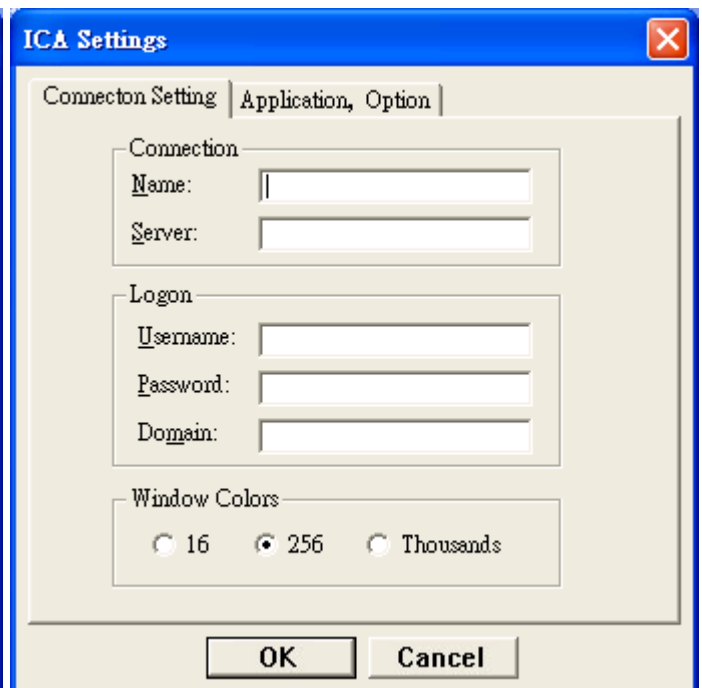 ICA Settings
Connecton Setting Application, Option
Connection
Name:
Server:
Logon
Username:
Password:
Domain:
Window Colors
16 256 Thousands
OK Cancel